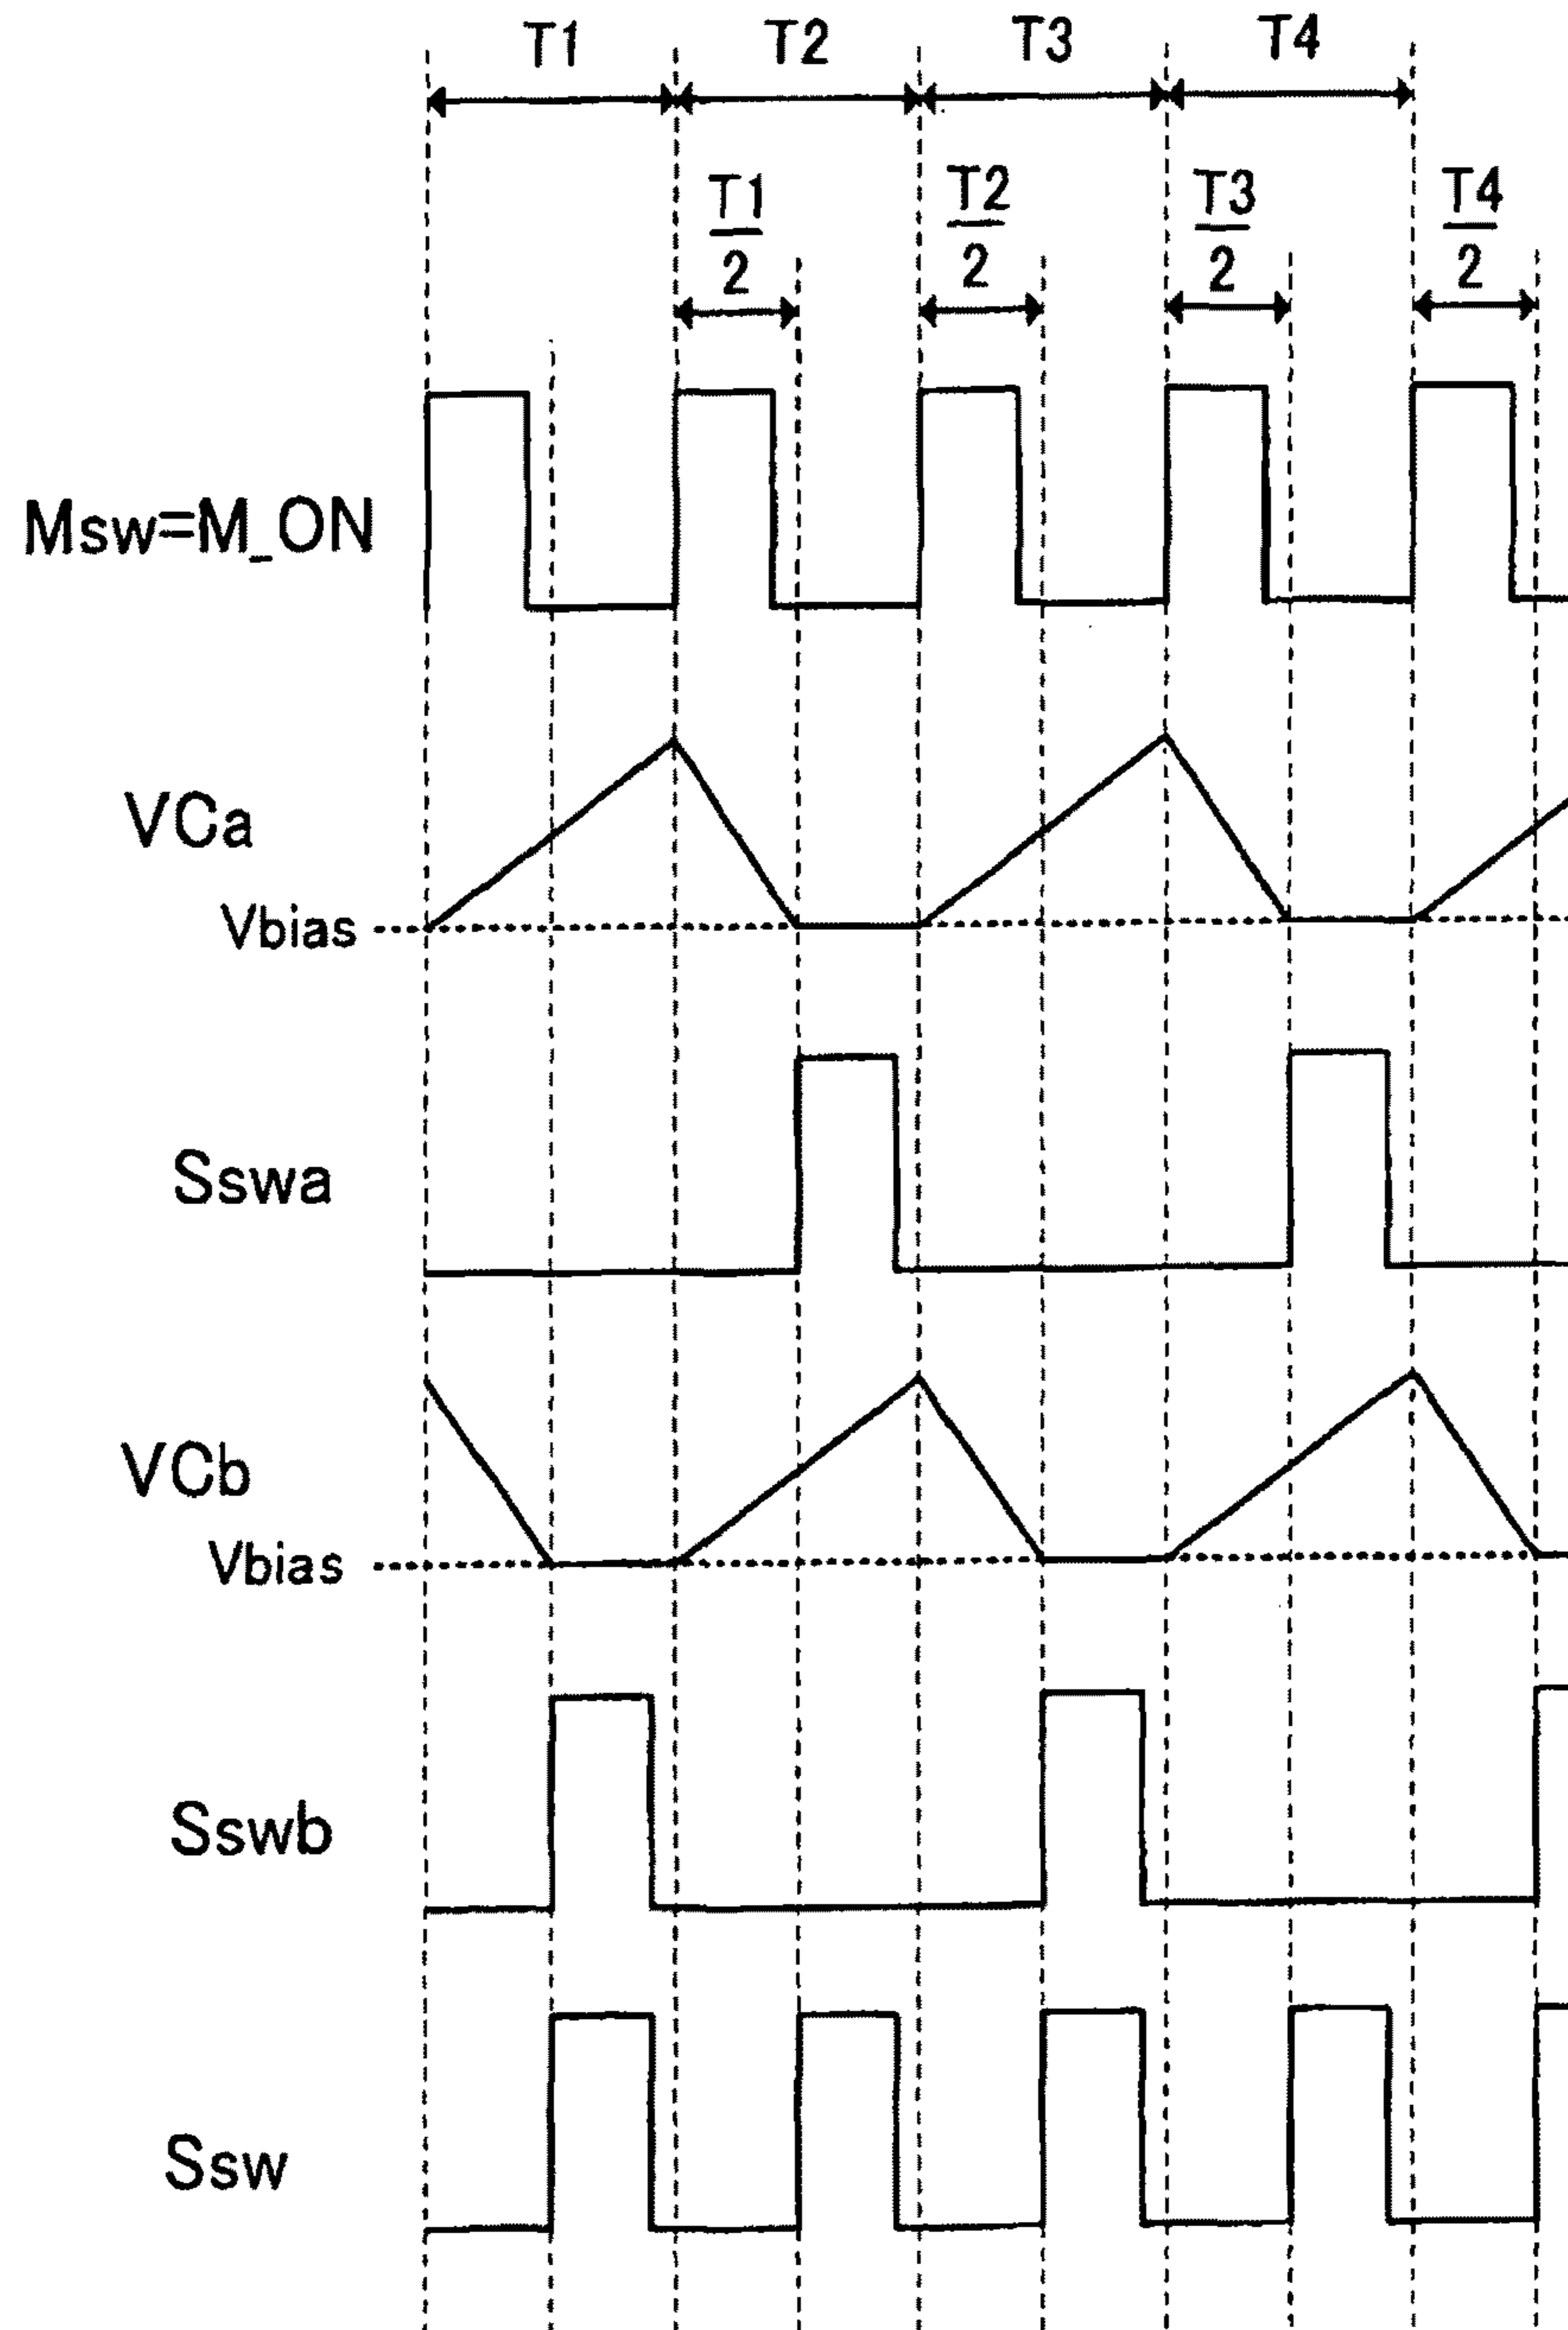 T1 T2 T3 T4
T1/2 T2/2 T3/2 T4/2
Msw=M_ON
VCa
Vbias
Sswa
VCb
Vbias
Sswb
Ssw